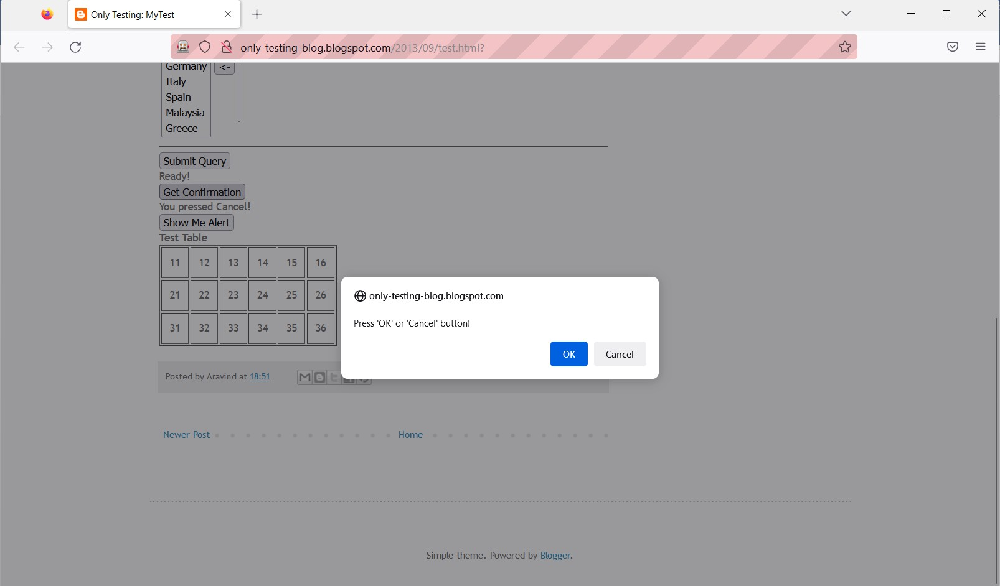 Only Testing: MyTest
only-testing-blog.blogspot.com/2013/09/test.html?
Germany <-
Italy
Spain
Malaysia
Greece
Submit Query
Ready!
Get Confirmation
You pressed Cancel!
Show Me Alert
Test Table
11 12 13 14 15 16
21 22 23 24 25 26
31 32 33 34 35 36
only-testing-blog.blogspot.com
Press 'OK' or 'Cancel' button!
OK Cancel
Posted by Aravind at 18:51
Newer Post Home
Simple theme. Powered by Blogger.